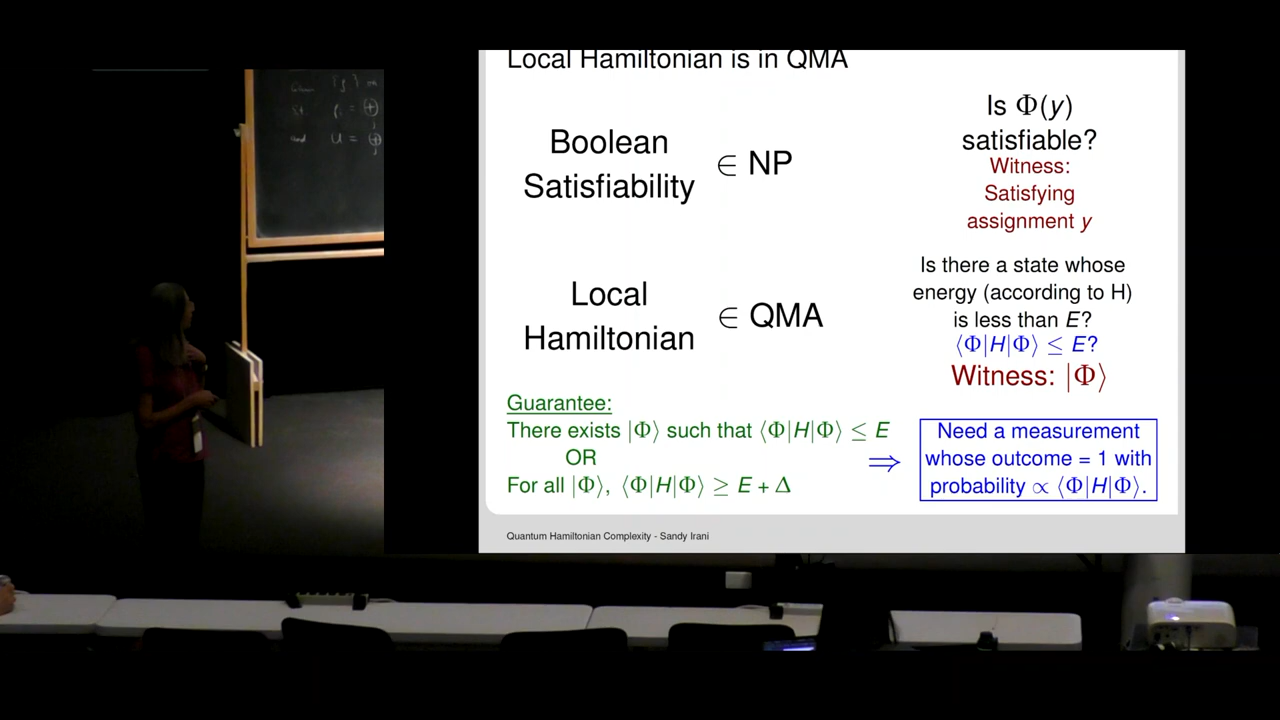 Local Hamiltonian is in QMA
Boolean
Satisfiability
∈ NP
Is Φ(y)
satisfiable?
Witness:
Satisfying
assignment y
Local
Hamiltonian
∈ QMA
Is there a state whose
energy (according to H)
is less than E?
⟨Φ|H|Φ⟩ ≤ E?
Witness: |Φ⟩
Guarantee:
There exists |Φ⟩ such that ⟨Φ|H|Φ⟩ ≤ E
OR
For all |Φ⟩, ⟨Φ|H|Φ⟩ ≥ E + Δ
⇒
Need a measurement
whose outcome = 1 with
probability ∝ ⟨Φ|H|Φ⟩.
Quantum Hamiltonian Complexity - Sandy Irani